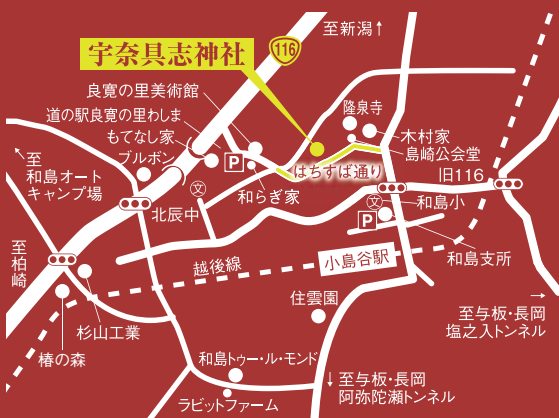 至新潟↑
116
宇奈具志神社
良寛の里美術館
道の駅良寛の里わしま
もてなし家
ブルボン
隆泉寺
木村家
島崎公会堂
はちすば通り
旧116
P
和らぎ家
↖至
和島オート
キャンプ場
文
北辰中
文
和島小
P
和島支所
至柏崎
越後線
小島谷駅
住雲園
→
至与板・長岡
塩之入トンネル
杉山工業
椿の森
和島トゥー・ル・モンド
ラビットファーム
↓至与板・長岡
阿弥陀瀬トンネル